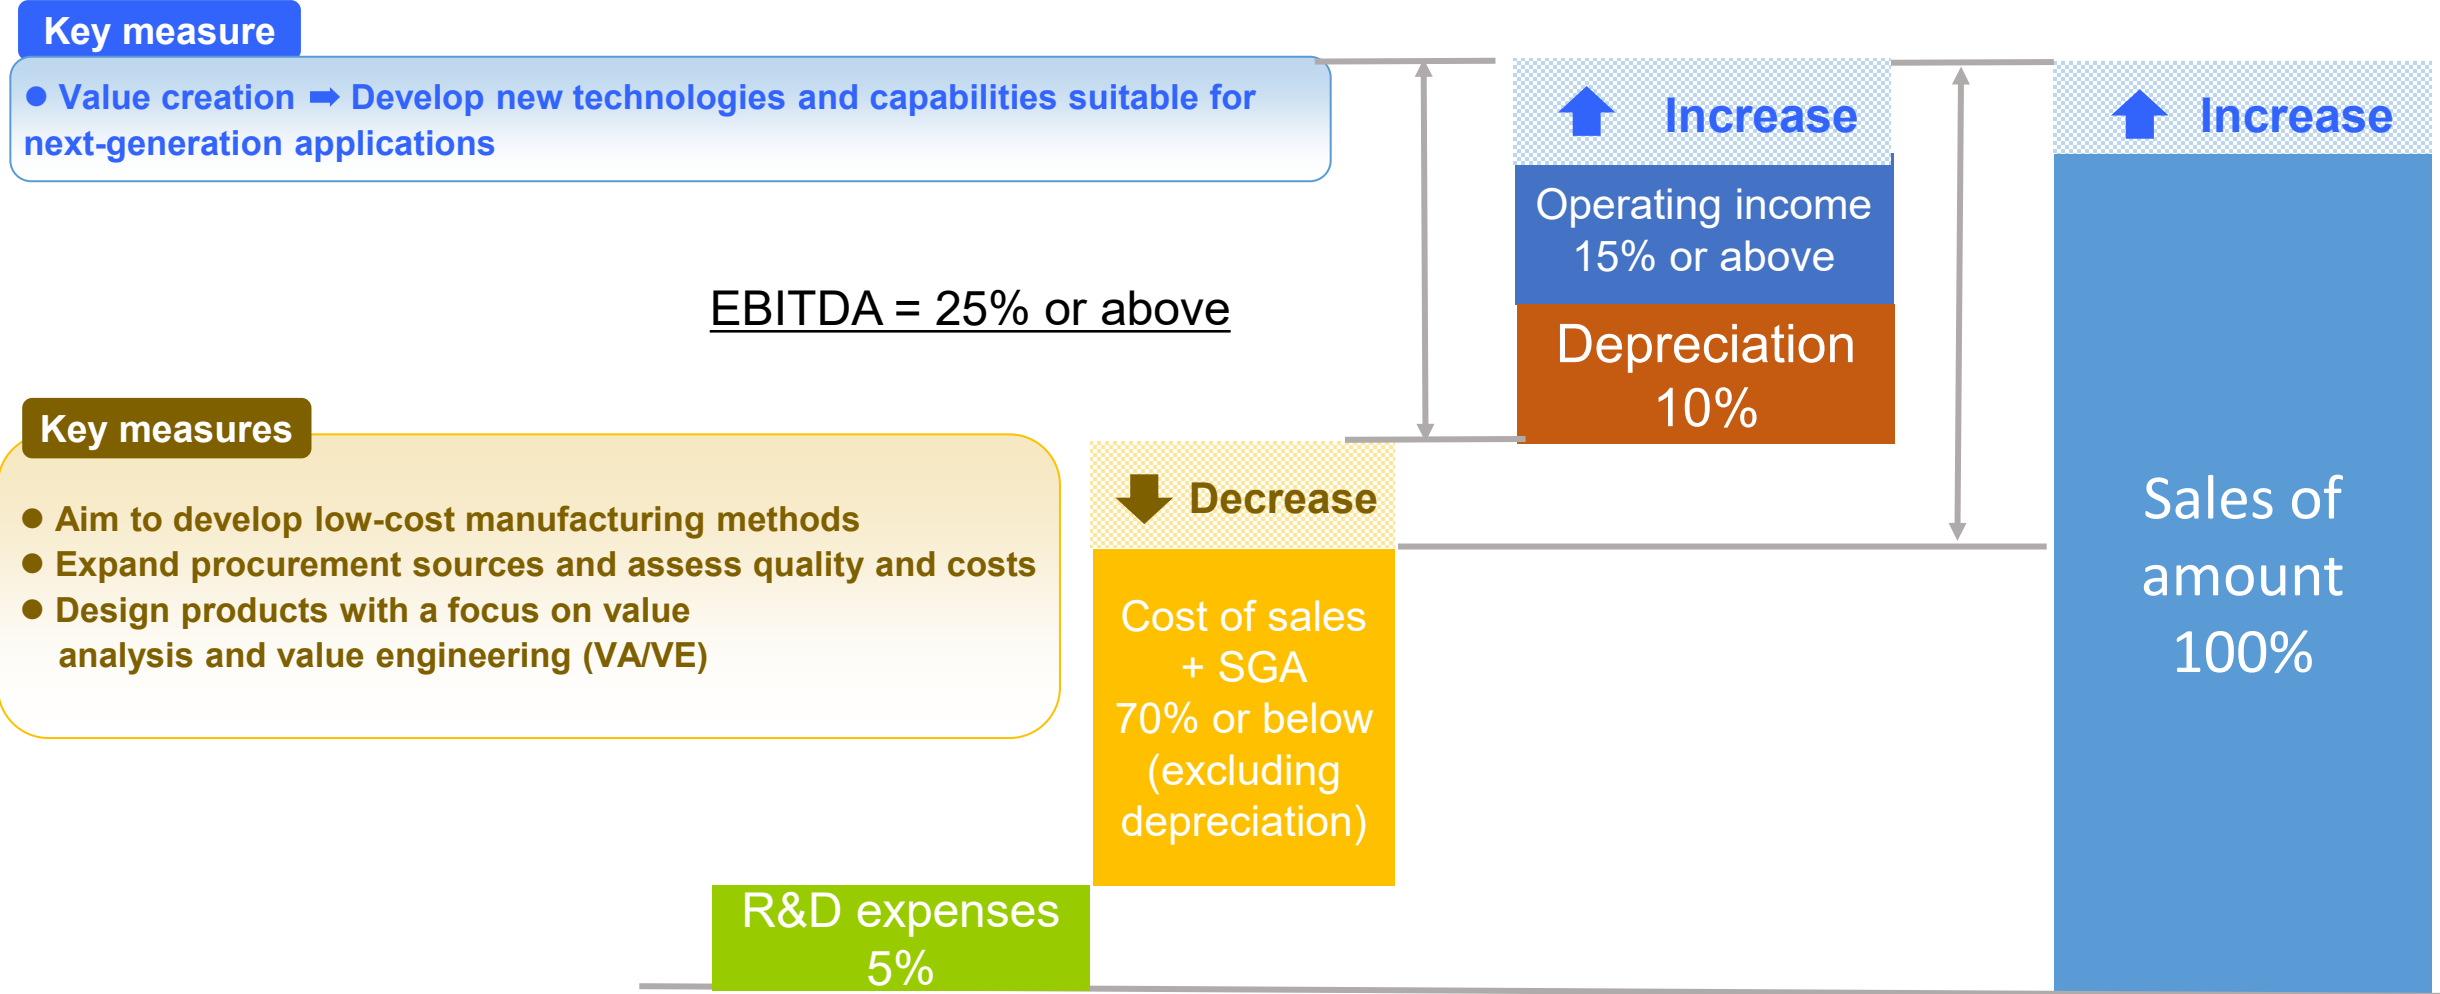 Key measure
● Value creation ➡ Develop new technologies and capabilities suitable for
next-generation applications
EBITDA = 25% or above
Key measures
● Aim to develop low-cost manufacturing methods
● Expand procurement sources and assess quality and costs
● Design products with a focus on value
analysis and value engineering (VA/VE)
R&D expenses
5%
Decrease
Cost of sales
+ SGA
70% or below
(excluding
depreciation)
Increase
Operating income
15% or above
Depreciation
10%
Increase
Sales of
amount
100%